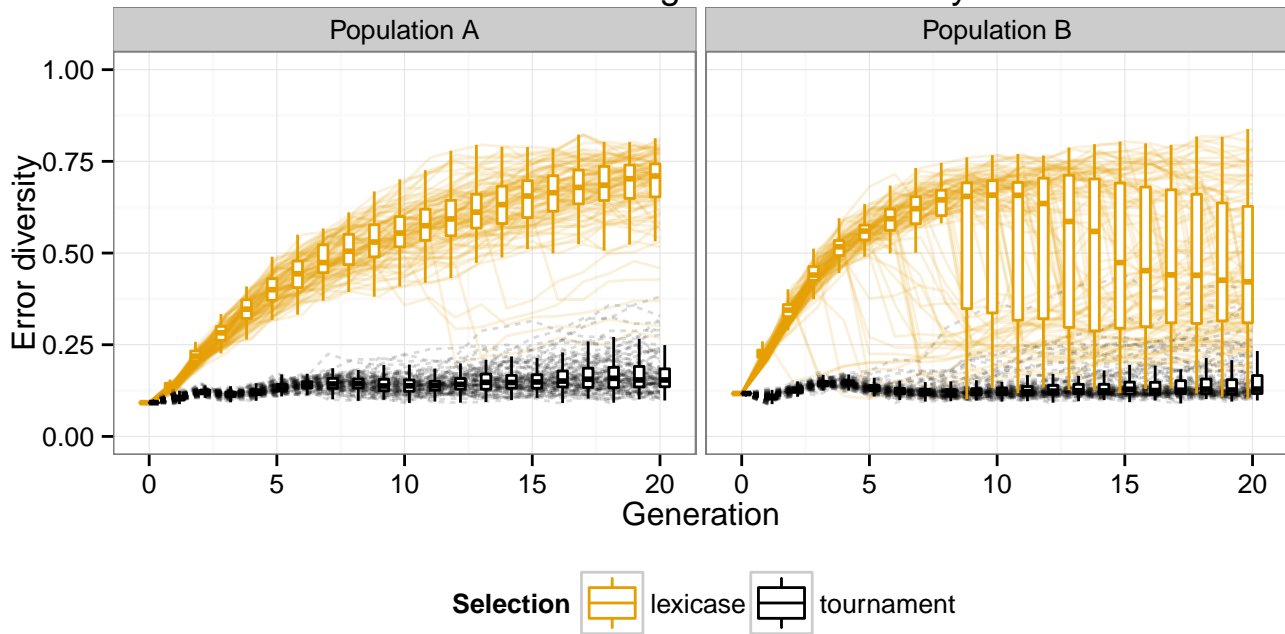 Population A
Population B
Error diversity
1.00
0.75
0.50
0.25
0.00
0 5 10 15 20
0 5 10 15 20
Generation
Selection lexicase tournament